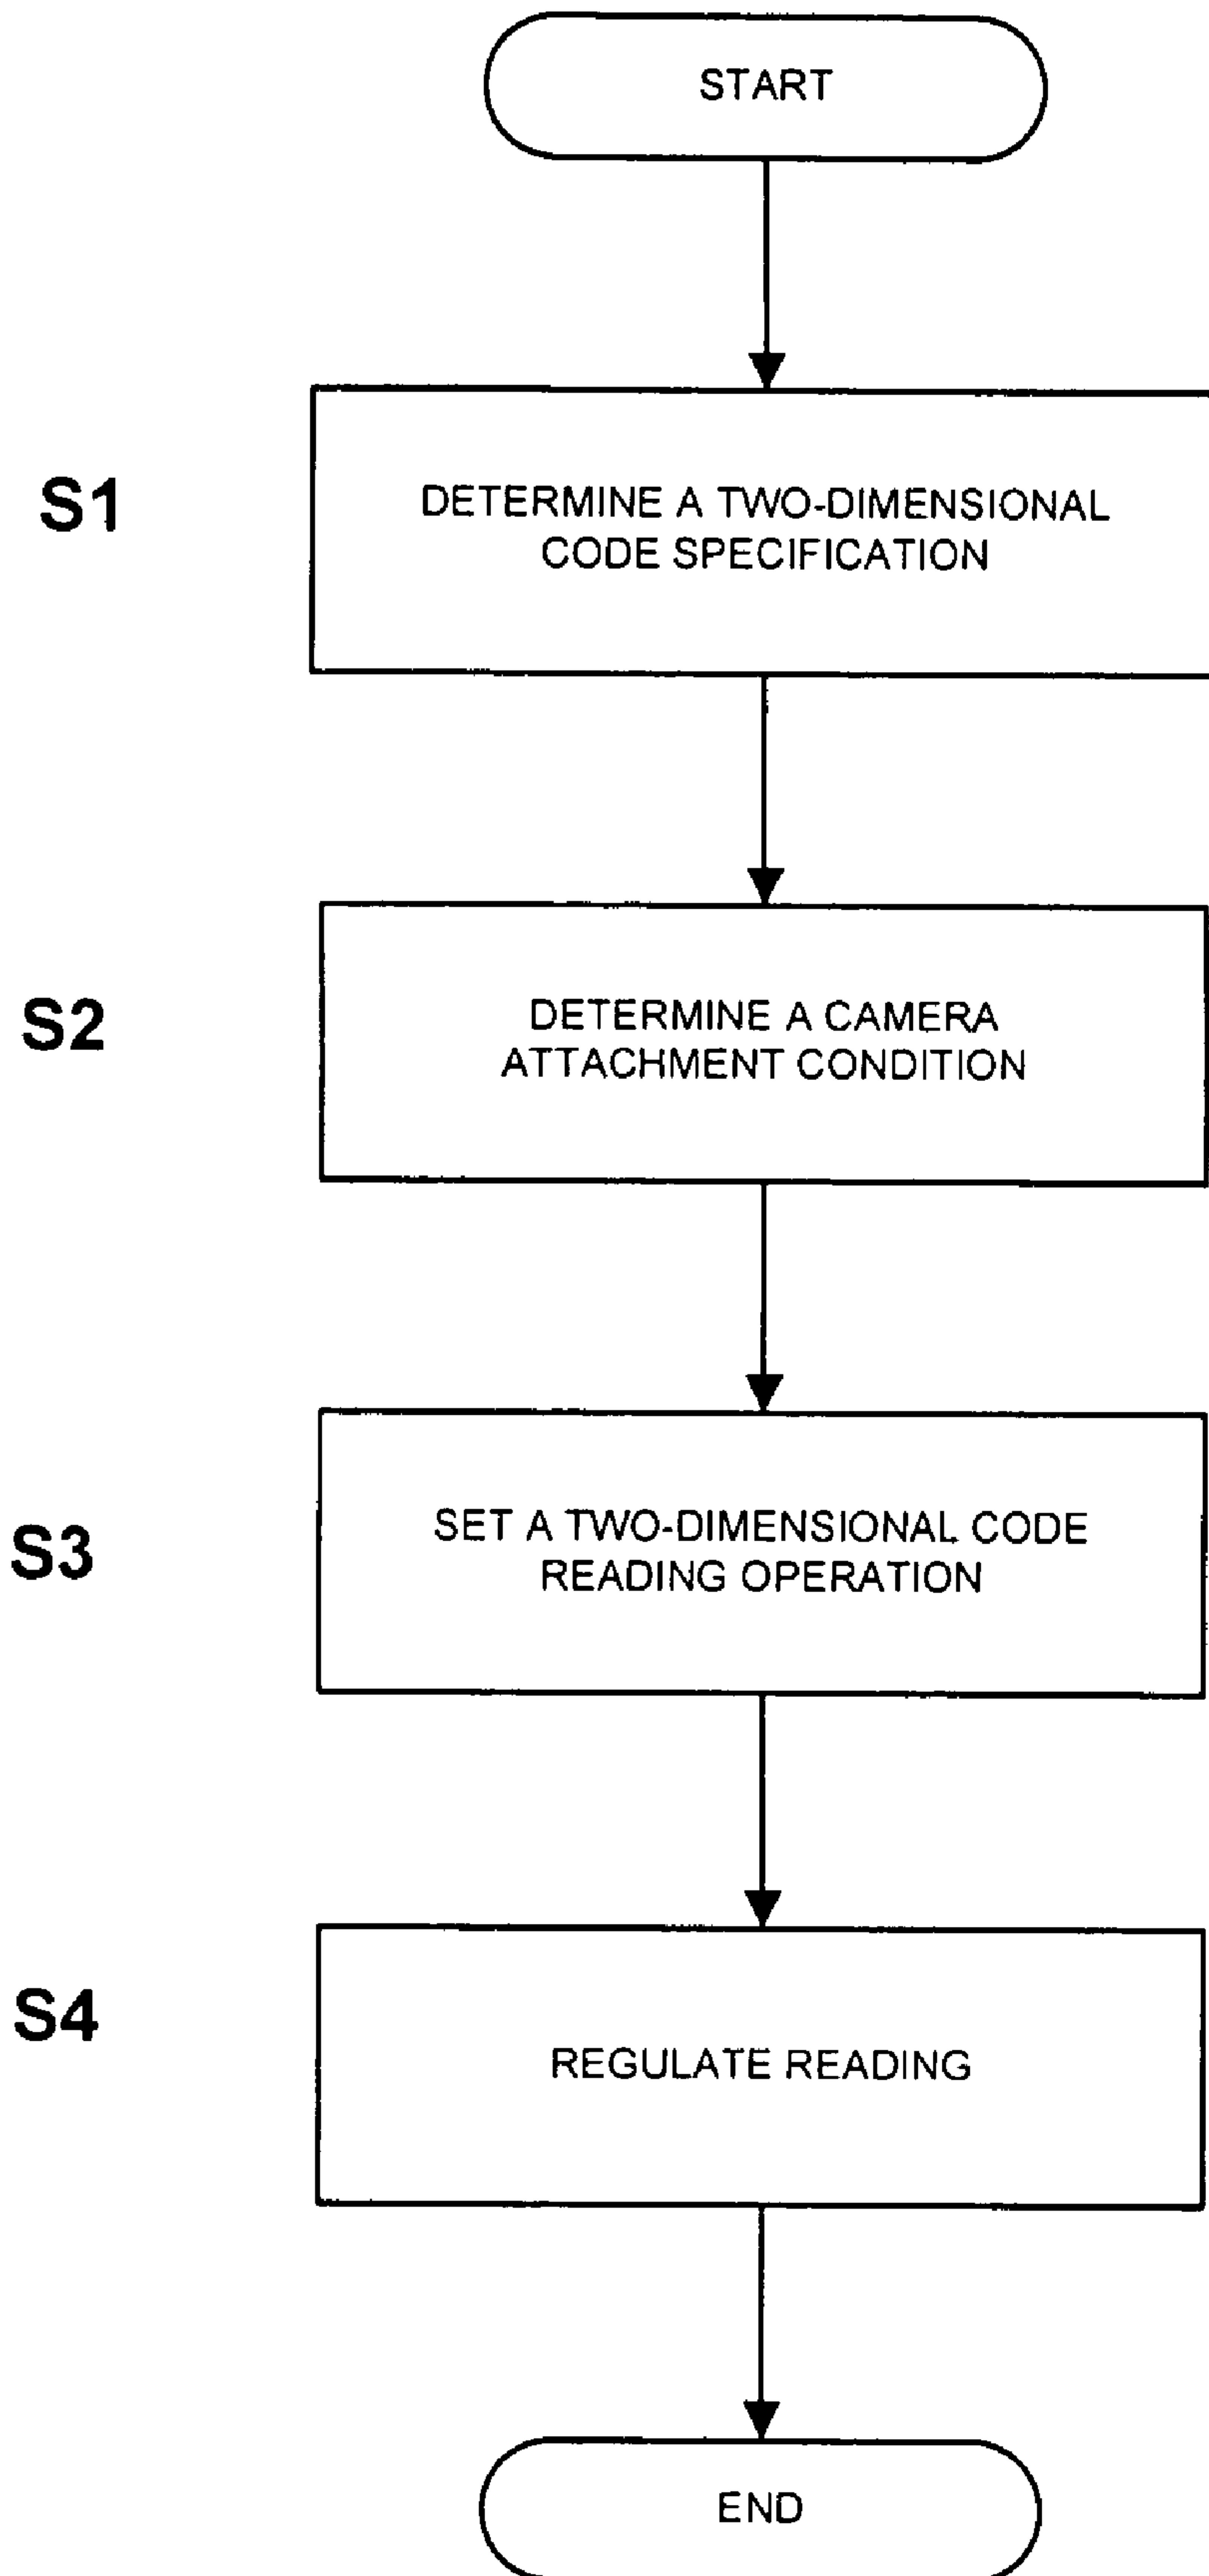 START
S1
DETERMINE A TWO-DIMENSIONAL
CODE SPECIFICATION
S2
DETERMINE A CAMERA
ATTACHMENT CONDITION
S3
SET A TWO-DIMENSIONAL CODE
READING OPERATION
S4
REGULATE READING
END